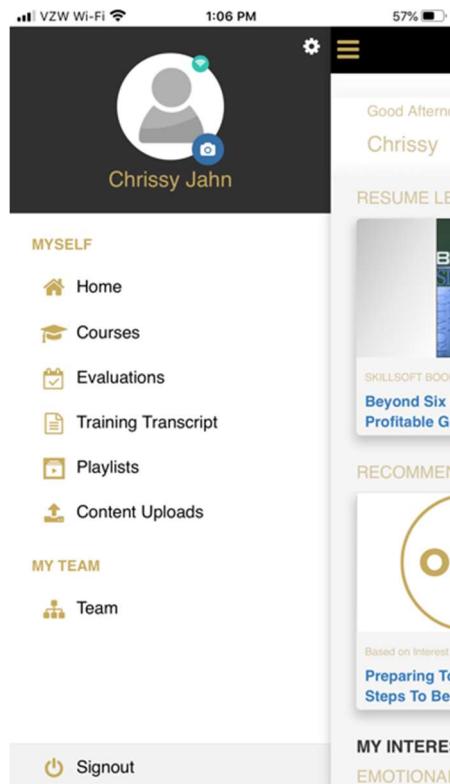 VZW Wi-Fi 1:06 PM 57%
Chrissy Jahn
MYSELF
Home
Courses
Evaluations
Training Transcript
Playlists
Content Uploads
MY TEAM
Team
Signout
Good Afterno
Chrissy
RESUME LE
SKILLSOFT BOO
Beyond Six
Profitable G
RECOMMEN
O
Based on Interest
Preparing To
Steps To Be
MY INTERES
EMOTIONAL